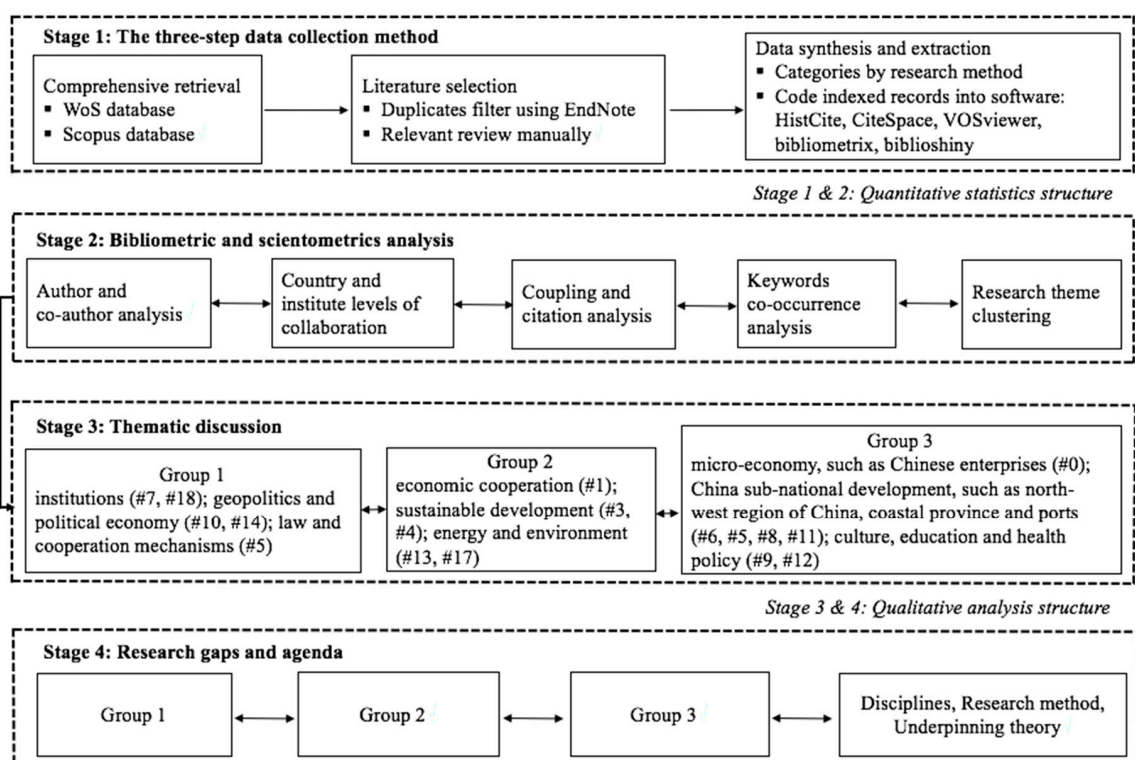 Stage 1: The three-step data collection method
Comprehensive retrieval
▪ WoS database
▪ Scopus database
Literature selection
▪ Duplicates filter using EndNote
▪ Relevant review manually
Data synthesis and extraction
▪ Categories by research method
▪ Code indexed records into software:
HistCite, CiteSpace, VOSviewer,
bibliometrix, biblioshiny
Stage 1 & 2: Quantitative statistics structure
Stage 2: Bibliometric and scientometrics analysis
Author and
co-author analysis
Country and
institute levels of
collaboration
Coupling and
citation analysis
Keywords
co-occurrence
analysis
Research theme
clustering
Stage 3: Thematic discussion
Group 1
institutions (#7, #18); geopolitics and
political economy (#10, #14); law and
cooperation mechanisms (#5)
Group 2
economic cooperation (#1);
sustainable development (#3,
#4); energy and environment
(#13, #17)
Group 3
micro-economy, such as Chinese enterprises (#0);
China sub-national development, such as north-
west region of China, coastal province and ports
(#6, #5, #8, #11); culture, education and health
policy (#9, #12)
Stage 3 & 4: Qualitative analysis structure
Stage 4: Research gaps and agenda
Group 1
Group 2
Group 3
Disciplines, Research method,
Underpinning theory